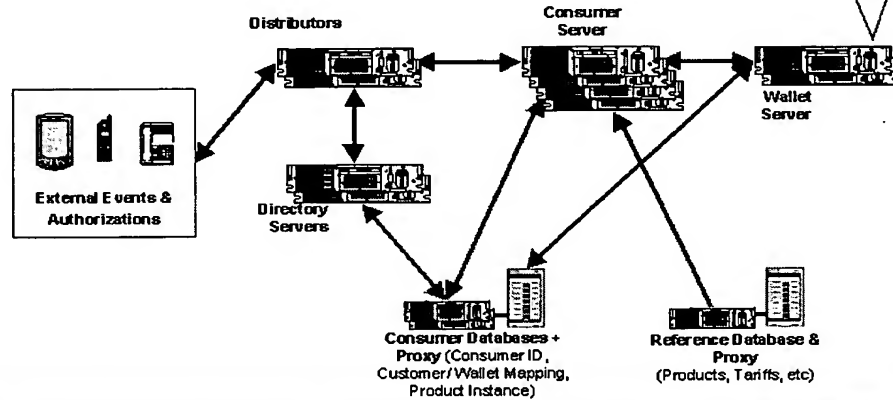 Distributors
Consumer
Server
Wallet
Server
External Events &
Authorizations
Directory
Servers
Consumer Databases +
Proxy (Consumer ID,
Customer/Wallet Mapping,
Product Instance)
Reference Database &
Proxy
(Products, Tariffs, etc)